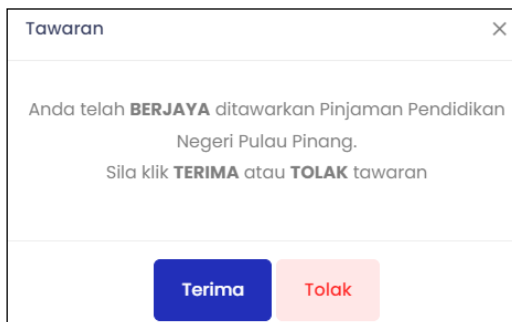 Tawaran
Anda telah BERJAYA ditawarkan Pinjaman Pendidikan
Negeri Pulau Pinang.
Sila klik TERIMA atau TOLAK tawaran
Terima Tolak